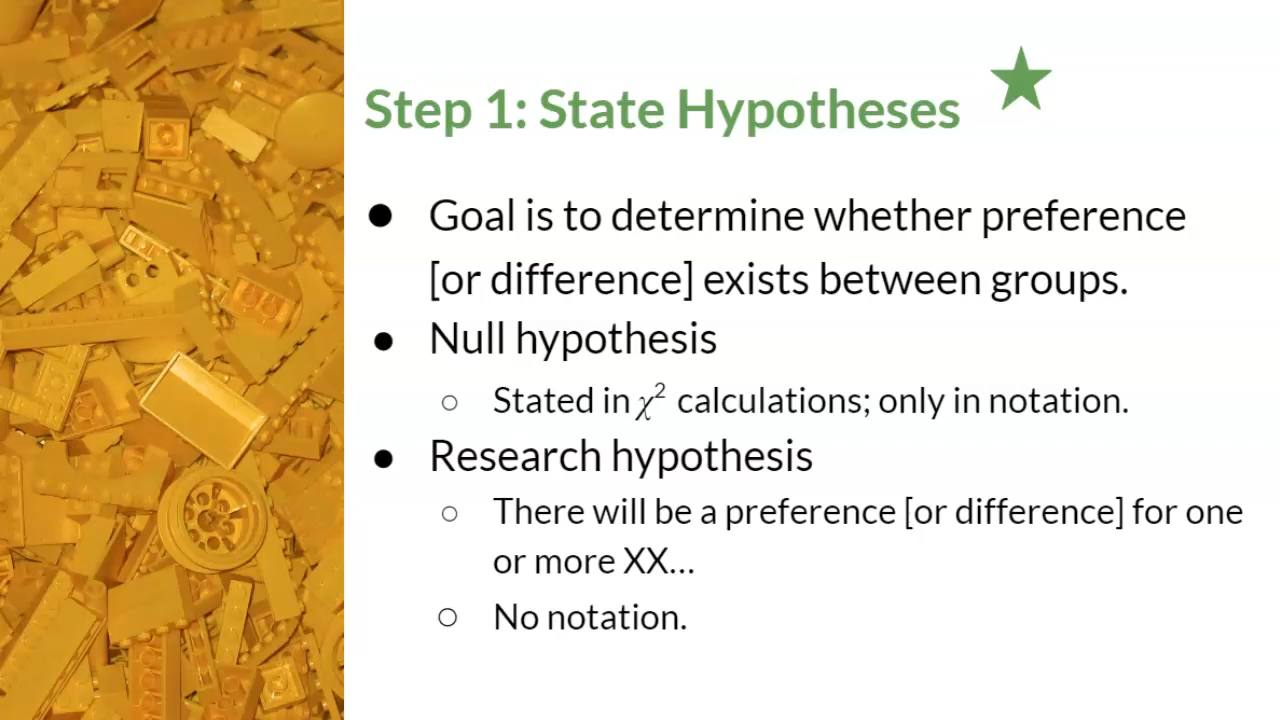 Step 1: State Hypotheses
● Goal is to determine whether preference
[or difference] exists between groups.
● Null hypothesis
○ Stated in χ² calculations; only in notation.
● Research hypothesis
○ There will be a preference [or difference] for one
or more XX...
○ No notation.